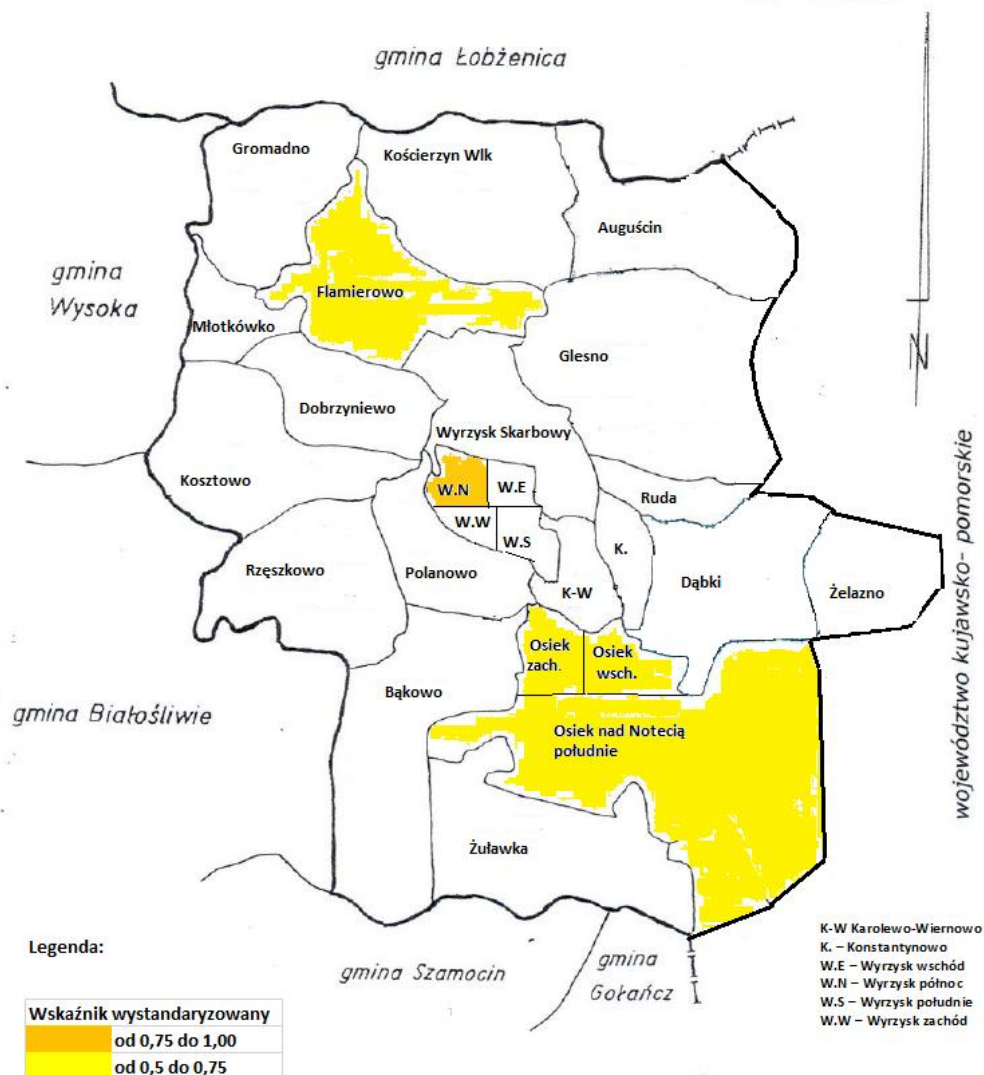 gmina Łobżenica
Gromadno
Kościerzyn Wlk
Auguścin
gmina
Wysoka
Flamierowo
Młotkówko
Glesno
N
Dobrzyniewo
Wyrzysk Skarbowy
Kosztowo
W.N
W.E
Ruda
W.W
W.S
K.
Rzęszkowo
Polanowo
K-W
Dąbki
Żelazno
województwo kujawsko- pomorskie
Osiek
zach.
Osiek
wsch.
Bąkowo
gmina Białośliwie
Osiek nad Notecią
południe
Żuławka
Legenda:
gmina Szamocin
gmina
Gołańcz
K-W Karolewo-Wiernowo
K. – Konstantynowo
W.E – Wyrzysk wschód
W.N – Wyrzysk północ
W.S – Wyrzysk południe
W.W – Wyrzysk zachód
Wskaźnik wystandaryzowany
od 0,75 do 1,00
od 0,5 do 0,75